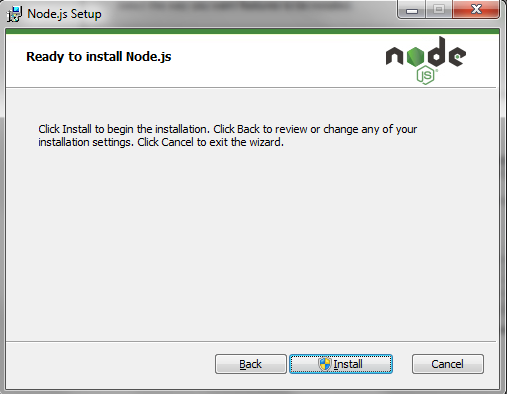 Node.js Setup
Ready to install Node.js
node
JS
Click Install to begin the installation. Click Back to review or change any of your
installation settings. Click Cancel to exit the wizard.
Back
Install
Cancel